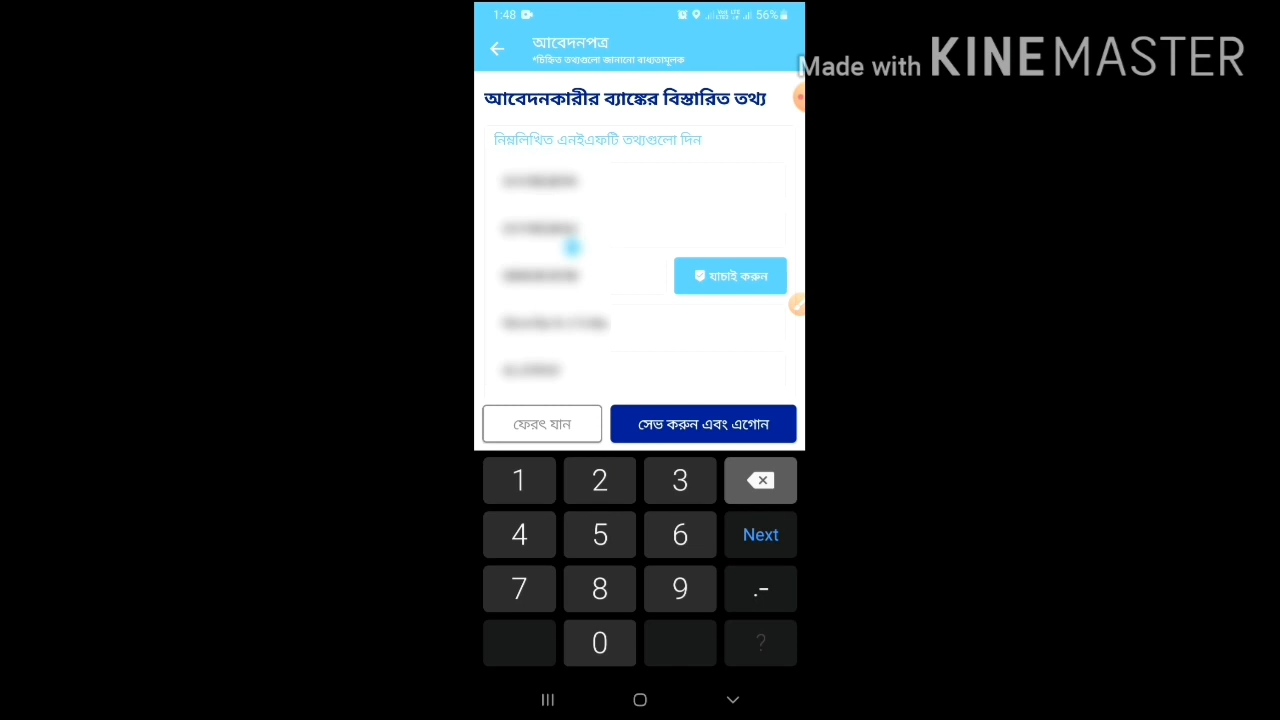 1:48
56%
আবেদনপত্র
*চিহ্নিত তথ্যগুলো জানানো বাধ্যতামূলক
Made with KINEMASTER
আবেদনকারীর ব্যাঙ্কের বিস্তারিত তথ্য
নিম্নলিখিত এনইএফটি তথ্যগুলো দিন
যাচাই করুন
ফেরৎ যান
সেভ করুন এবং এগোন
1 2 3
4 5 6 Next
7 8 9 .-
0 ?